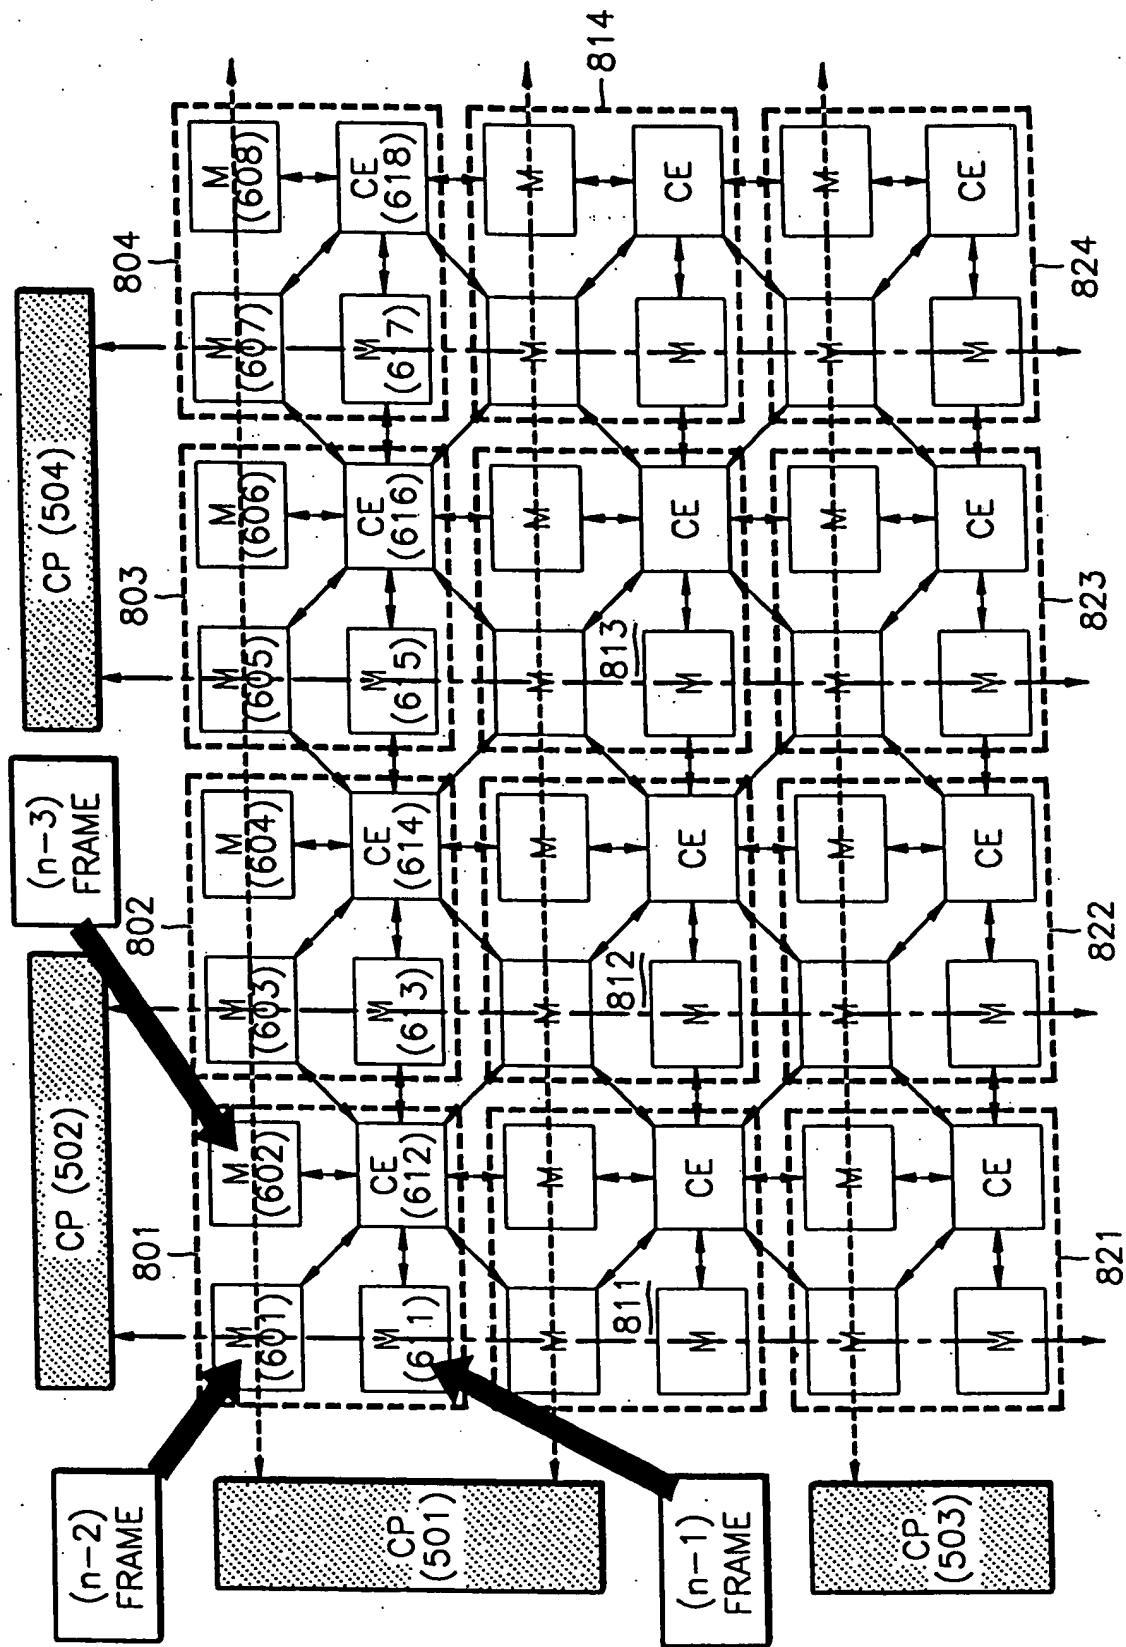 (n-3)
FRAME
CP (502)
CP (504)
(n-2)
FRAME
801
802
803
804
M
(601)
M
(602)
M
(603)
M
(604)
M
(605)
M
(606)
M
(607)
M
(608)
CP
(501)
M
(611)
CE
(612)
M
(613)
CE
(614)
M
(615)
CE
(616)
M
(617)
CE
(618)
M
M
M
M
M
M
M
M
814
811
812
813
M
CE
M
CE
M
CE
M
CE
(n-1)
FRAME
M
M
M
M
M
M
M
M
CP
(503)
M
CE
M
CE
M
CE
M
CE
821
822
823
824